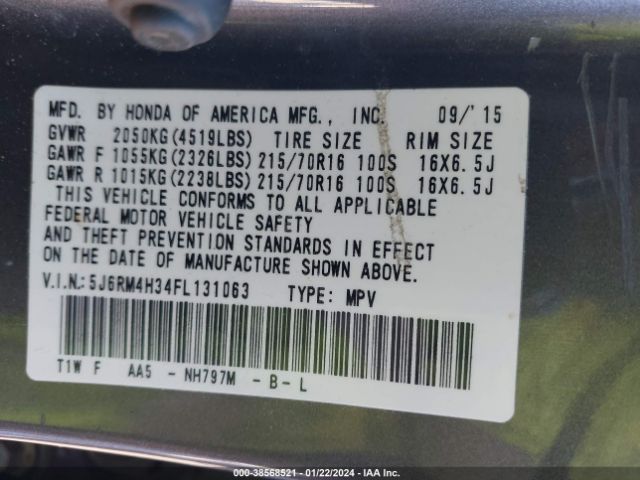 MFD. BY HONDA OF AMERICA MFG., INC. 09/'15
GVWR 2050KG(4519LBS) TIRE SIZE RIM SIZE
GAWR F 1055KG(2326LBS) 215/70R16 100S 16X6.5J
GAWR R 1015KG(2238LBS) 215/70R16 100S 16X6.5J
THIS VEHICLE CONFORMS TO ALL APPLICABLE
FEDERAL MOTOR VEHICLE SAFETY
AND THEFT PREVENTION STANDARDS IN EFFECT
ON THE DATE OF MANUFACTURE SHOWN ABOVE.
V.I.N.: 5J6RM4H34FL131063 TYPE: MPV
T1W F AA5 - NH797M - B - L
000-38568521 - 01/22/2024 - IAA Inc.